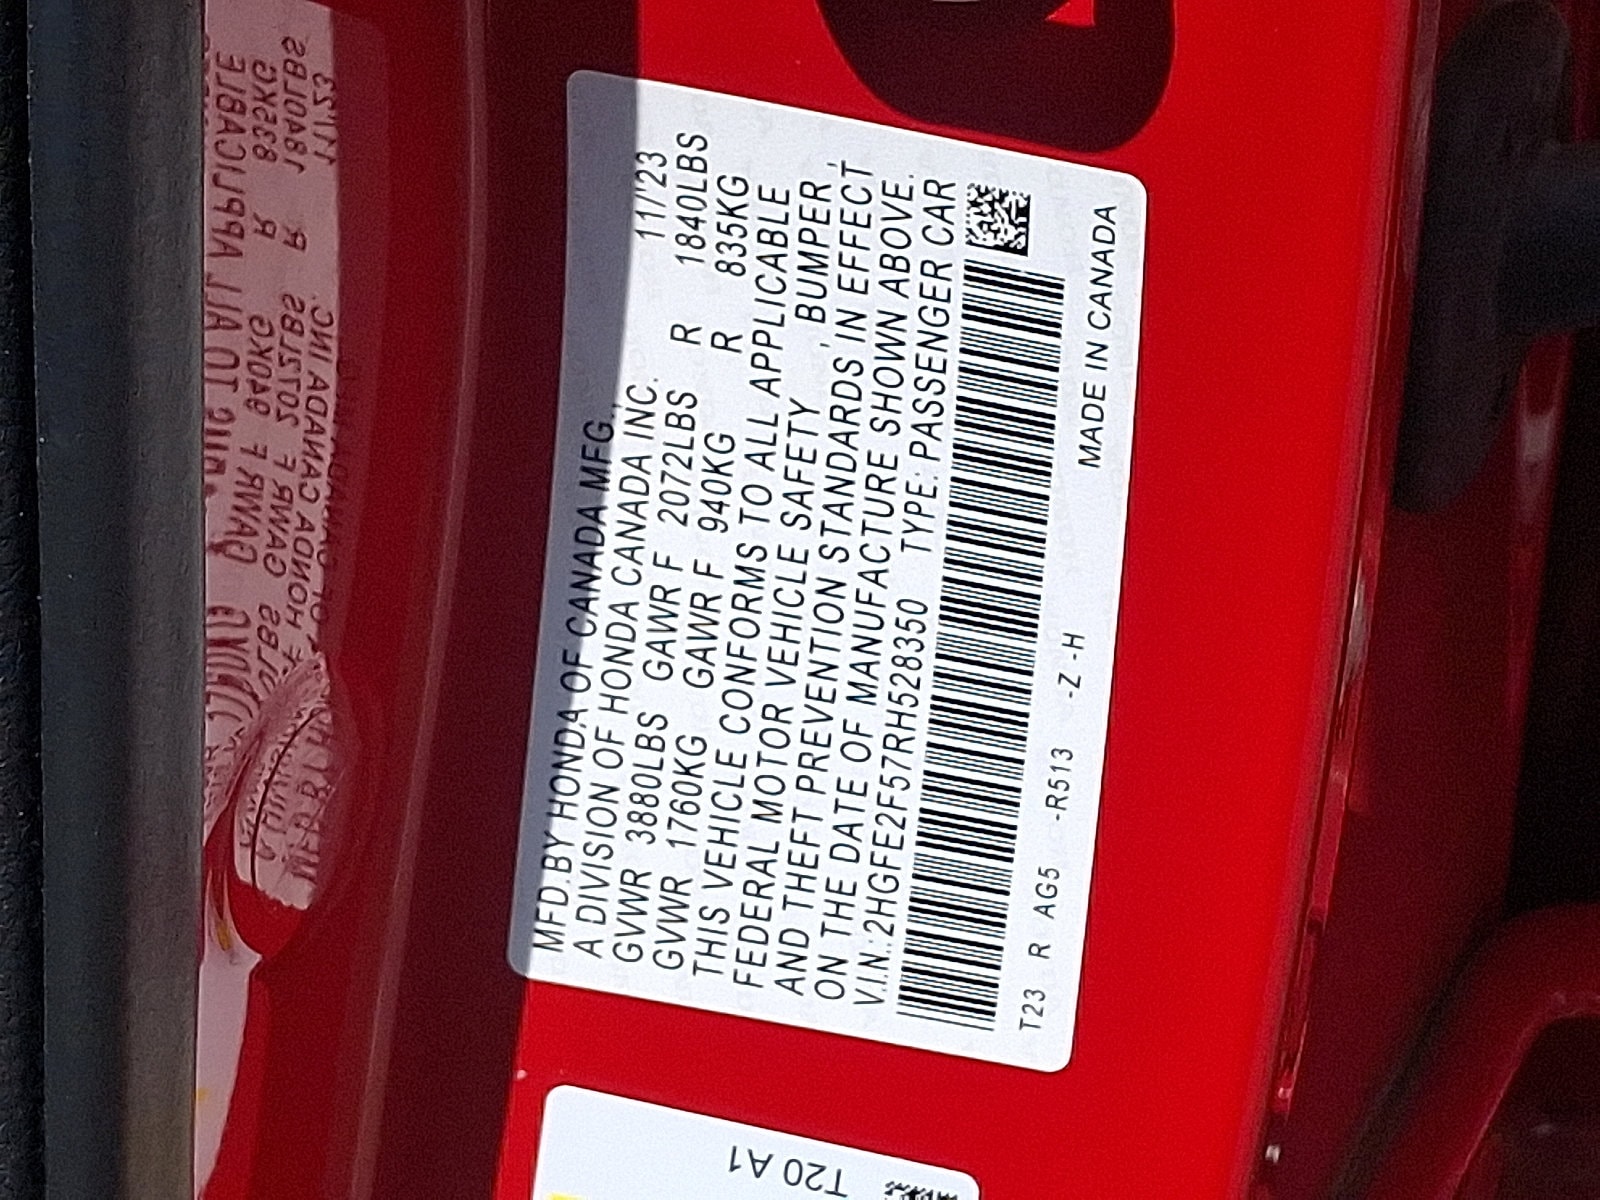 MFD.BY HONDA OF CANADA MFG.,
A DIVISION OF HONDA CANADA INC. 11/'23
GVWR 3880LBS GAWR F 2072LBS R 1840LBS
GVWR 1760KG GAWR F 940KG R 835KG
THIS VEHICLE CONFORMS TO ALL APPLICABLE
FEDERAL MOTOR VEHICLE SAFETY , BUMPER ,
AND THEFT PREVENTION STANDARDS IN EFFECT
ON THE DATE OF MANUFACTURE SHOWN ABOVE.
V.I.N.:2HGFE2F57RH528350 TYPE: PASSENGER CAR
T23 R AG5 -R513 -Z -H MADE IN CANADA
T20 A1